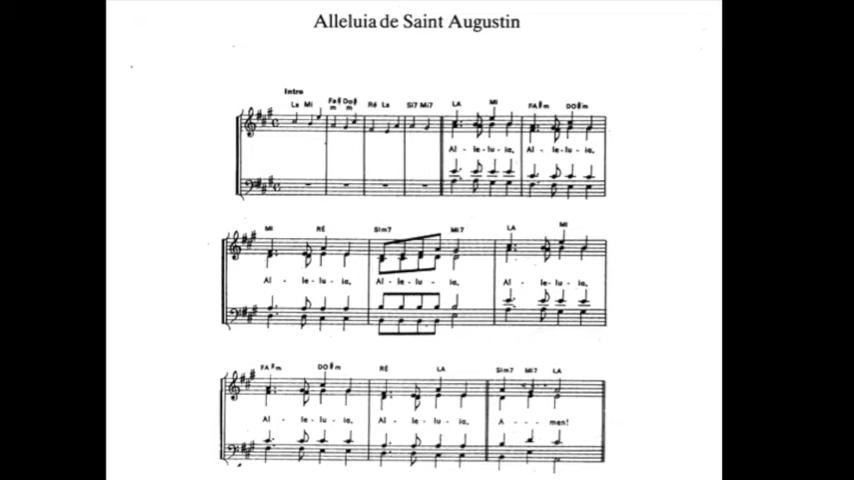 Alleluia de Saint Augustin
Intro
La Mi Fa# m Do# m Ré La Si7 Mi7 LA MI FA#m DO#m
Al - le - lu - ia, Al - le - lu - ia,
MI RÉ SIm7 MI7 LA MI
Al - le - lu - ia, Al - le - lu - ia, Al - le - lu - ia,
FA#m DO#m RÉ LA SIm7 MI7 LA
Al - le - lu - ia, Al - le - lu - ia, A - - men!